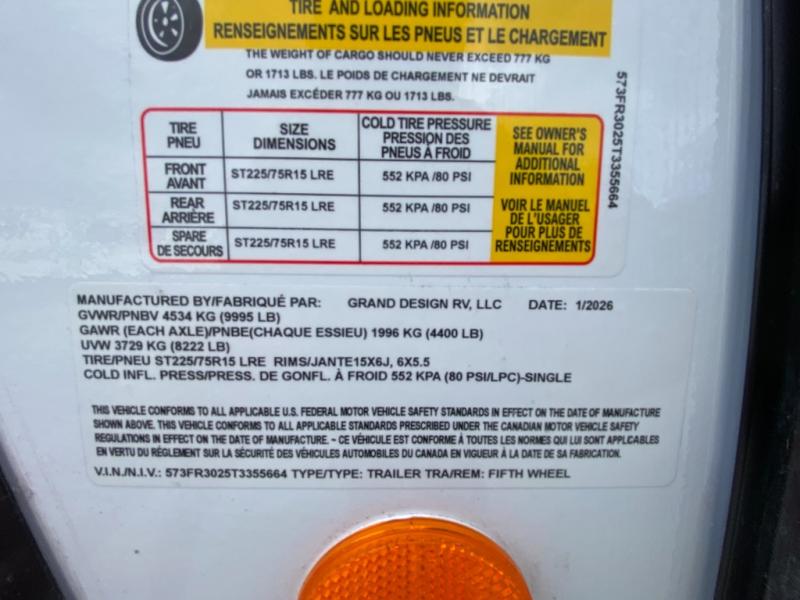 TIRE AND LOADING INFORMATION
RENSEIGNEMENTS SUR LES PNEUS ET LE CHARGEMENT
THE WEIGHT OF CARGO SHOULD NEVER EXCEED 777 KG
OR 1713 LBS. LE POIDS DE CHARGEMENT NE DEVRAIT
JAMAIS EXCÉDER 777 KG OU 1713 LBS.
TIRE
PNEU
SIZE
DIMENSIONS
COLD TIRE PRESSURE
PRESSION DES
PNEUS À FROID
FRONT
AVANT
ST225/75R15 LRE
552 KPA /80 PSI
REAR
ARRIÈRE
ST225/75R15 LRE
552 KPA /80 PSI
SPARE
DE SECOURS
ST225/75R15 LRE
552 KPA /80 PSI
SEE OWNER'S
MANUAL FOR
ADDITIONAL
INFORMATION
VOIR LE MANUEL
DE L'USAGER
POUR PLUS DE
RENSEIGNEMENTS
573FR3025T3355664
MANUFACTURED BY/FABRIQUÉ PAR: GRAND DESIGN RV, LLC DATE: 1/2026
GVWR/PNBV 4534 KG (9995 LB)
GAWR (EACH AXLE)/PNBE(CHAQUE ESSIEU) 1996 KG (4400 LB)
UVW 3729 KG (8222 LB)
TIRE/PNEU ST225/75R15 LRE RIMS/JANTE15X6J, 6X5.5
COLD INFL. PRESS/PRESS. DE GONFL. À FROID 552 KPA (80 PSI/LPC)-SINGLE
THIS VEHICLE CONFORMS TO ALL APPLICABLE U.S. FEDERAL MOTOR VEHICLE SAFETY STANDARDS IN EFFECT ON THE DATE OF MANUFACTURE
SHOWN ABOVE. THIS VEHICLE CONFORMS TO ALL APPLICABLE STANDARDS PRESCRIBED UNDER THE CANADIAN MOTOR VEHICLE SAFETY
REGULATIONS IN EFFECT ON THE DATE OF MANUFACTURE. ~ CE VÉHICULE EST CONFORME À TOUTES LES NORMES QUI LUI SONT APPLICABLES
EN VERTU DU RÈGLEMENT SUR LA SÉCURITÉ DES VÉHICULES AUTOMOBILES DU CANADA EN VIGUEUR À LA DATE DE SA FABRICATION.
V.I.N./N.I.V.: 573FR3025T3355664 TYPE/TYPE: TRAILER TRA/REM: FIFTH WHEEL